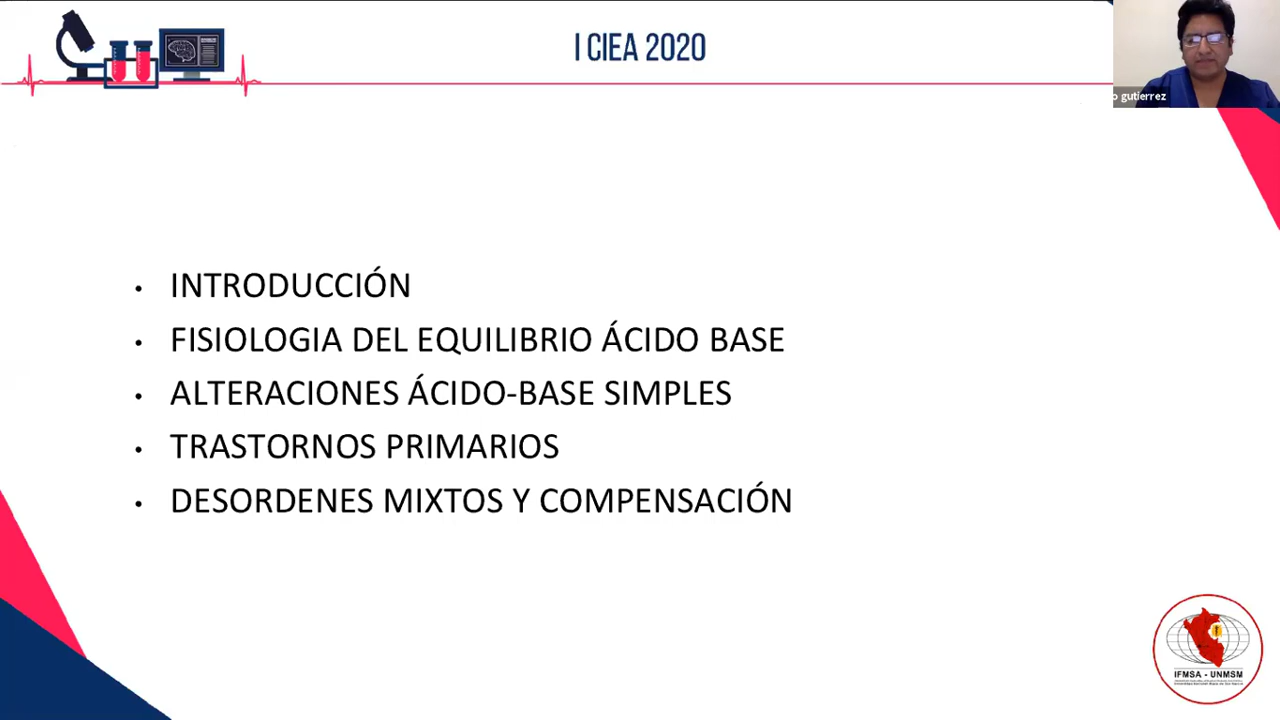 I CIEA 2020
o gutierrez
• INTRODUCCIÓN
• FISIOLOGIA DEL EQUILIBRIO ÁCIDO BASE
• ALTERACIONES ÁCIDO-BASE SIMPLES
• TRASTORNOS PRIMARIOS
• DESORDENES MIXTOS Y COMPENSACIÓN
IFMSA - UNMSM